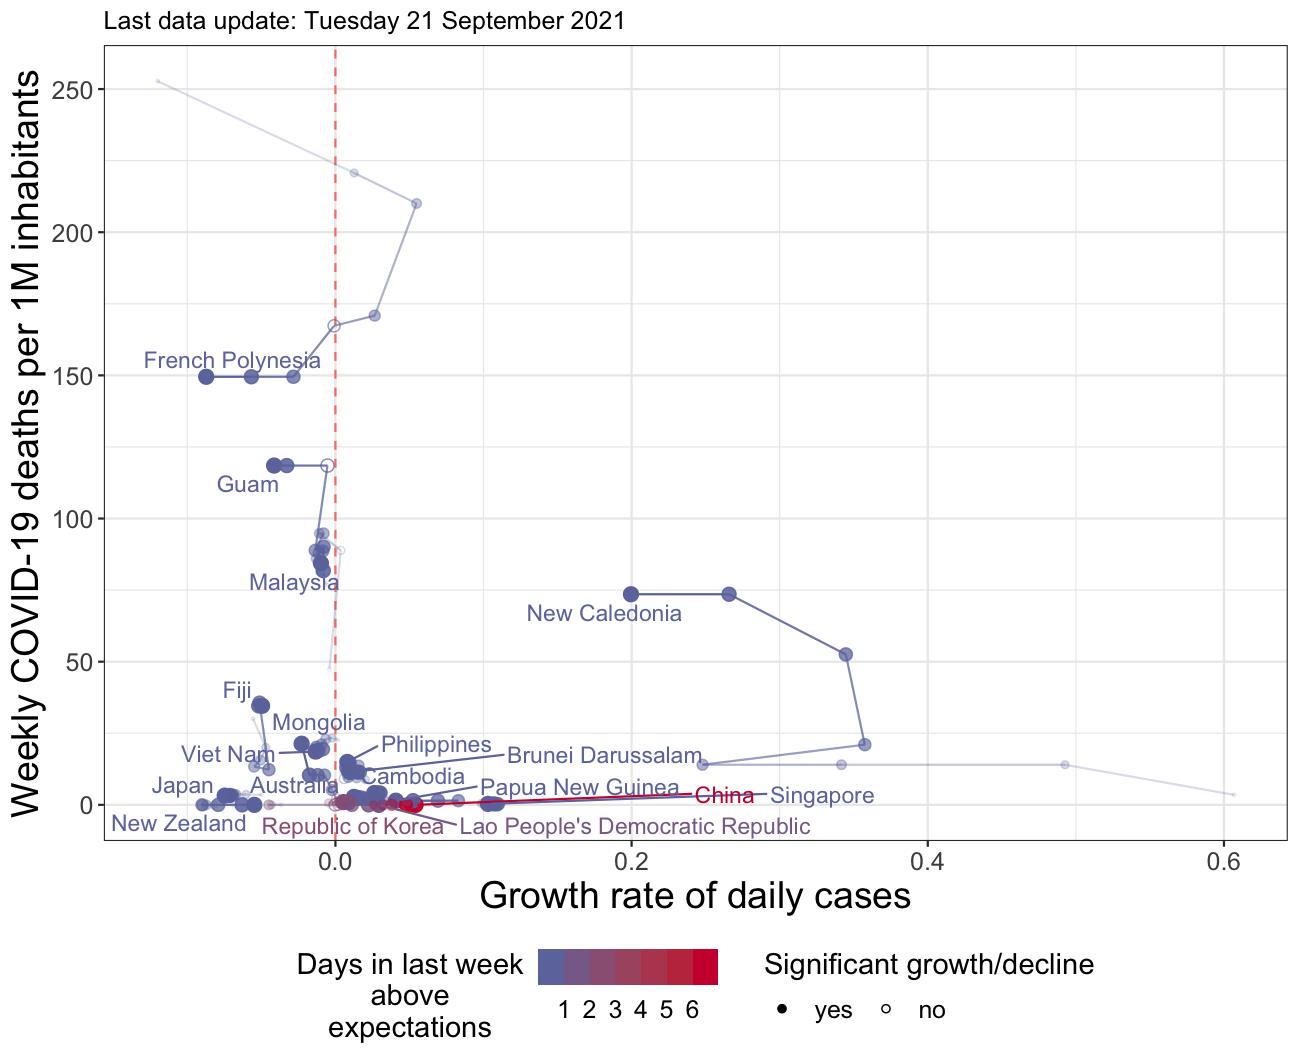 Last data update: Tuesday 21 September 2021
Weekly COVID-19 deaths per 1M inhabitants
250
200
150
100
50
0
French Polynesia
Guam
Malaysia
New Caledonia
Fiji
Mongolia
Viet Nam
Philippines
Brunei Darussalam
Japan
Australia
Cambodia
Papua New Guinea
China
Singapore
New Zealand
Republic of Korea
Lao People's Democratic Republic
0.0
0.2
0.4
0.6
Growth rate of daily cases
Days in last week
above
expectations
1 2 3 4 5 6
Significant growth/decline
yes
no